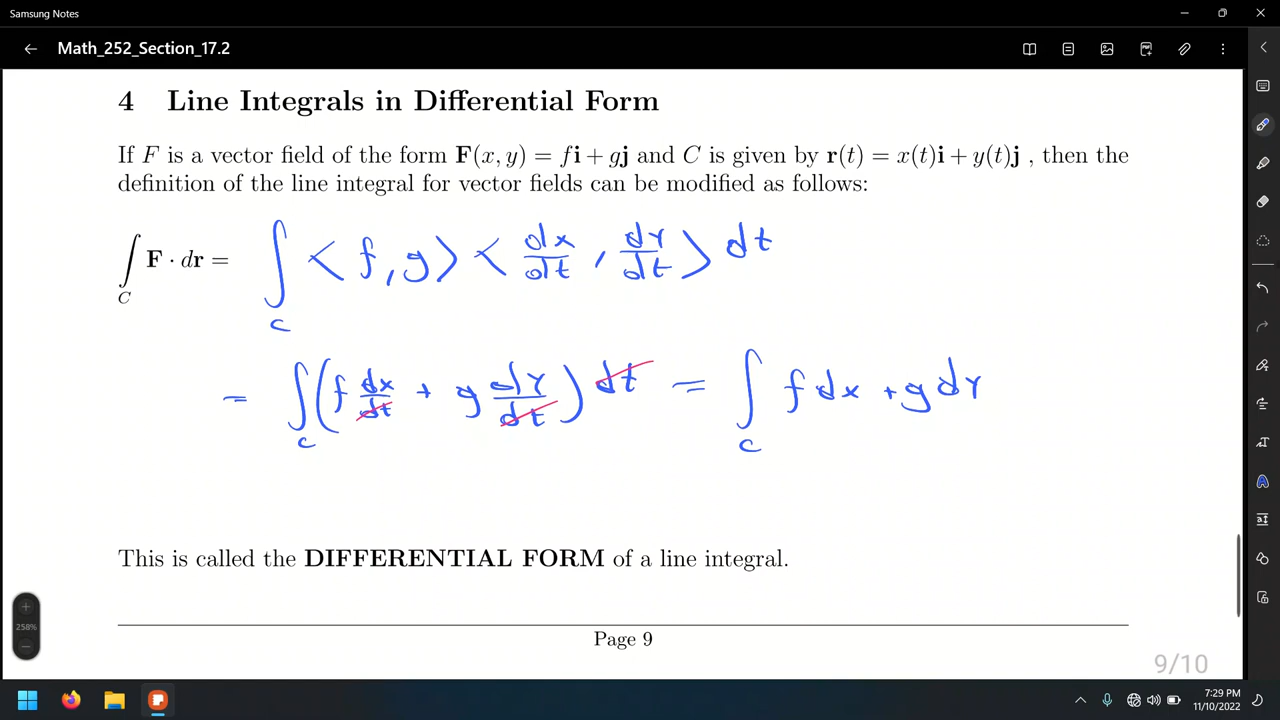 Samsung Notes
Math_252_Section_17.2
4 Line Integrals in Differential Form
If F is a vector field of the form F(x, y) = fi + gj and C is given by r(t) = x(t)i + y(t)j , then the
definition of the line integral for vector fields can be modified as follows:
∫_C F · dr = ∫_c <f, g> <dx/dt, dy/dt> dt
= ∫_c (f dx/dt + g dy/dt) dt = ∫_c f dx + g dy
This is called the DIFFERENTIAL FORM of a line integral.
Page 9
9/10
258%
7:29 PM
11/10/2022